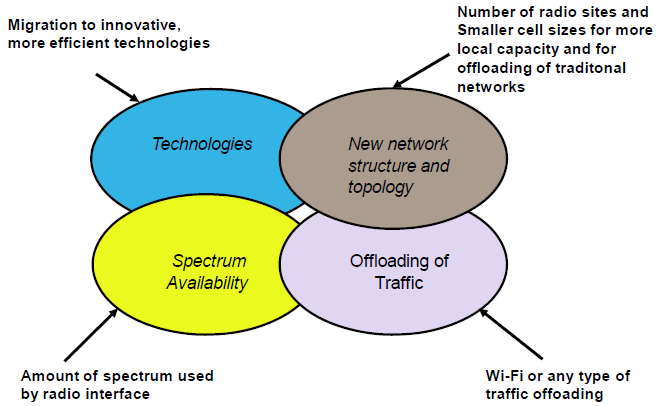 Migration to innovative,
more efficient technologies
Number of radio sites and
Smaller cell sizes for more
local capacity and for
offloading of traditonal
networks
Technologies
New network
structure and
topology
Spectrum
Availability
Offloading of
Traffic
Amount of spectrum used
by radio interface
Wi-Fi or any type of
traffic offoading